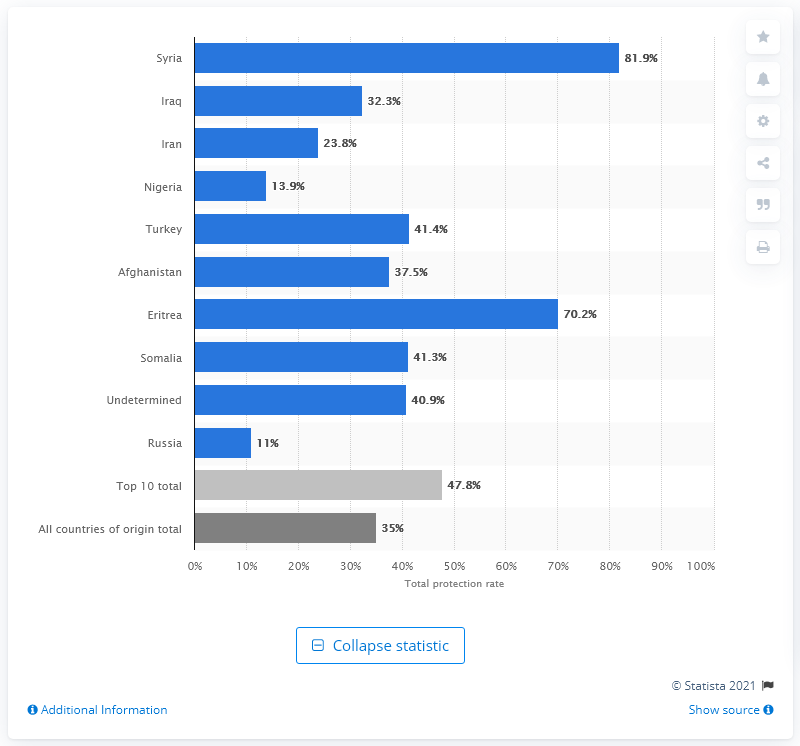 Syria 81.9%
Iraq 32.3%
Iran 23.8%
Nigeria 13.9%
Turkey 41.4%
Afghanistan 37.5%
Eritrea 70.2%
Somalia 41.3%
Undetermined 40.9%
Russia 11%
Top 10 total 47.8%
All countries of origin total 35%
0% 10% 20% 30% 40% 50% 60% 70% 80% 90% 100%
Total protection rate
Collapse statistic
© Statista 2021
Additional Information Show source